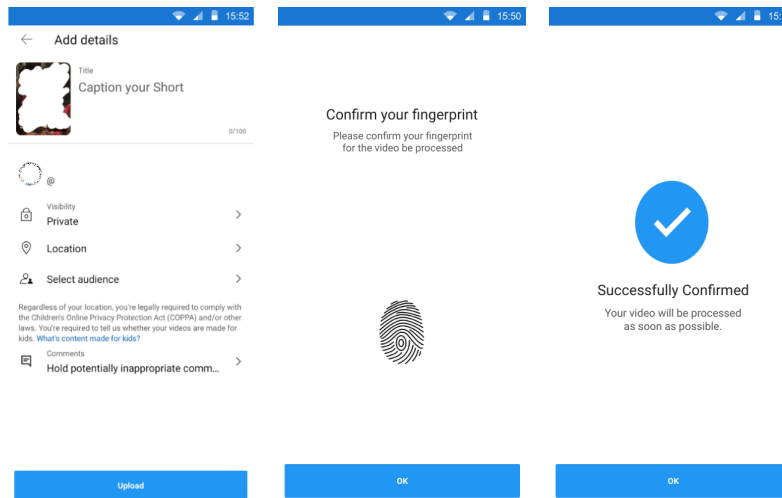 15:52
Add details
Title
Caption your Short
0/100
@
Visibility
Private
Location
Select audience
Regardless of your location, you're legally required to comply with
the Children's Online Privacy Protection Act (COPPA) and/or other
laws. You're required to tell us whether your videos are made for
kids. What's content made for kids?
Comments
Hold potentially inappropriate comm...
Upload
15:50
Confirm your fingerprint
Please confirm your fingerprint
for the video be processed
OK
15:
Successfully Confirmed
Your video will be processed
as soon as possible.
OK